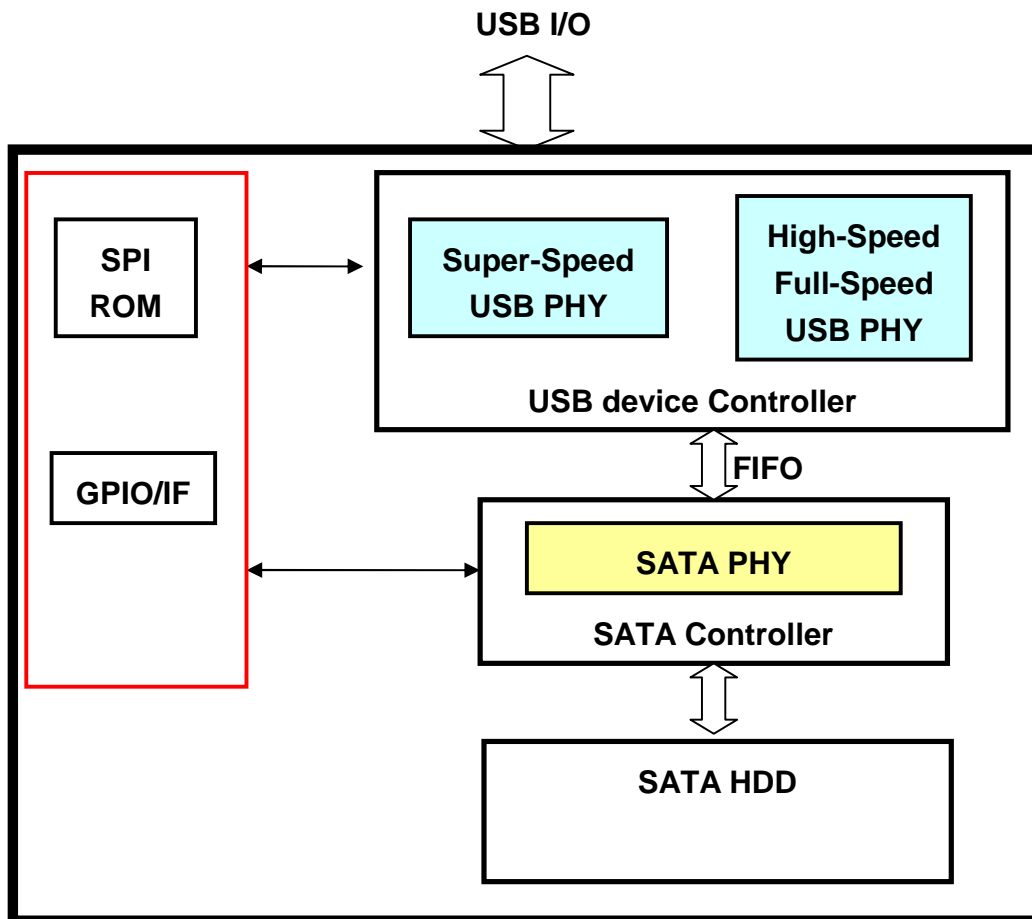 USB I/O
SPI
ROM
Super-Speed
USB PHY
High-Speed
Full-Speed
USB PHY
USB device Controller
FIFO
GPIO/IF
SATA PHY
SATA Controller
SATA HDD